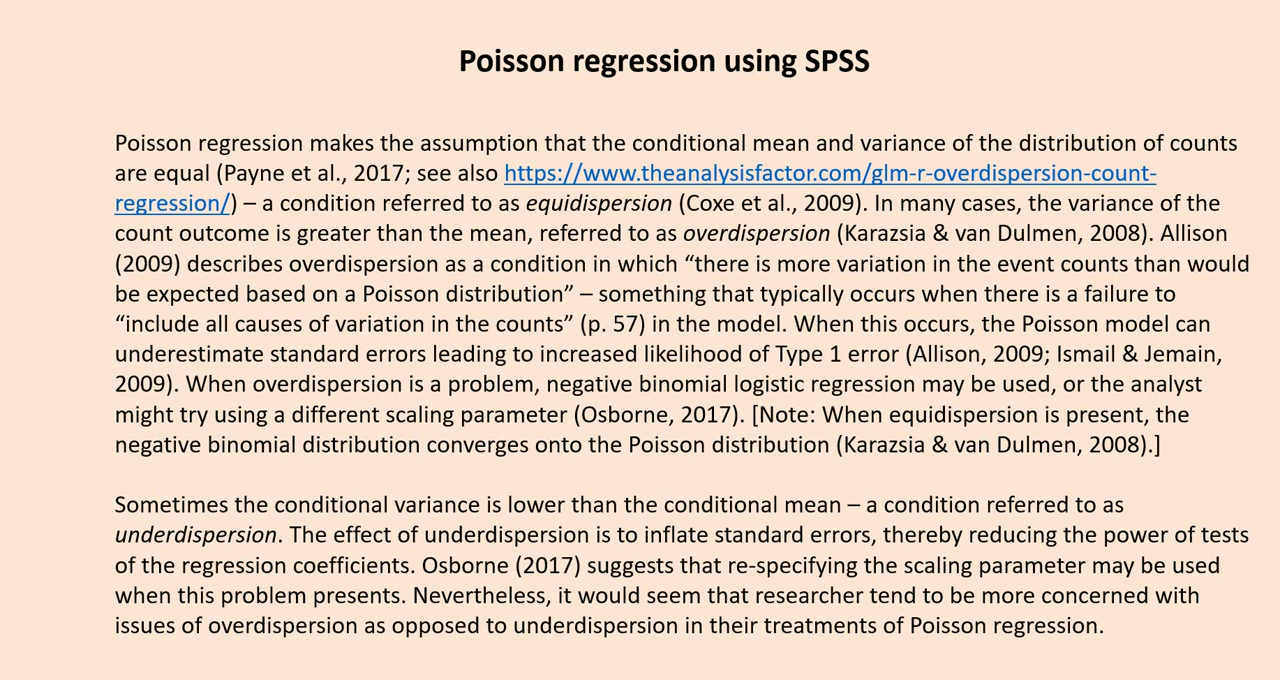 Poisson regression using SPSS
Poisson regression makes the assumption that the conditional mean and variance of the distribution of counts
are equal (Payne et al., 2017; see also https://www.theanalysisfactor.com/glm-r-overdispersion-count-
regression/) – a condition referred to as equidispersion (Coxe et al., 2009). In many cases, the variance of the
count outcome is greater than the mean, referred to as overdispersion (Karazsia & van Dulmen, 2008). Allison
(2009) describes overdispersion as a condition in which “there is more variation in the event counts than would
be expected based on a Poisson distribution” – something that typically occurs when there is a failure to
“include all causes of variation in the counts” (p. 57) in the model. When this occurs, the Poisson model can
underestimate standard errors leading to increased likelihood of Type 1 error (Allison, 2009; Ismail & Jemain,
2009). When overdispersion is a problem, negative binomial logistic regression may be used, or the analyst
might try using a different scaling parameter (Osborne, 2017). [Note: When equidispersion is present, the
negative binomial distribution converges onto the Poisson distribution (Karazsia & van Dulmen, 2008).]
Sometimes the conditional variance is lower than the conditional mean – a condition referred to as
underdispersion. The effect of underdispersion is to inflate standard errors, thereby reducing the power of tests
of the regression coefficients. Osborne (2017) suggests that re-specifying the scaling parameter may be used
when this problem presents. Nevertheless, it would seem that researcher tend to be more concerned with
issues of overdispersion as opposed to underdispersion in their treatments of Poisson regression.